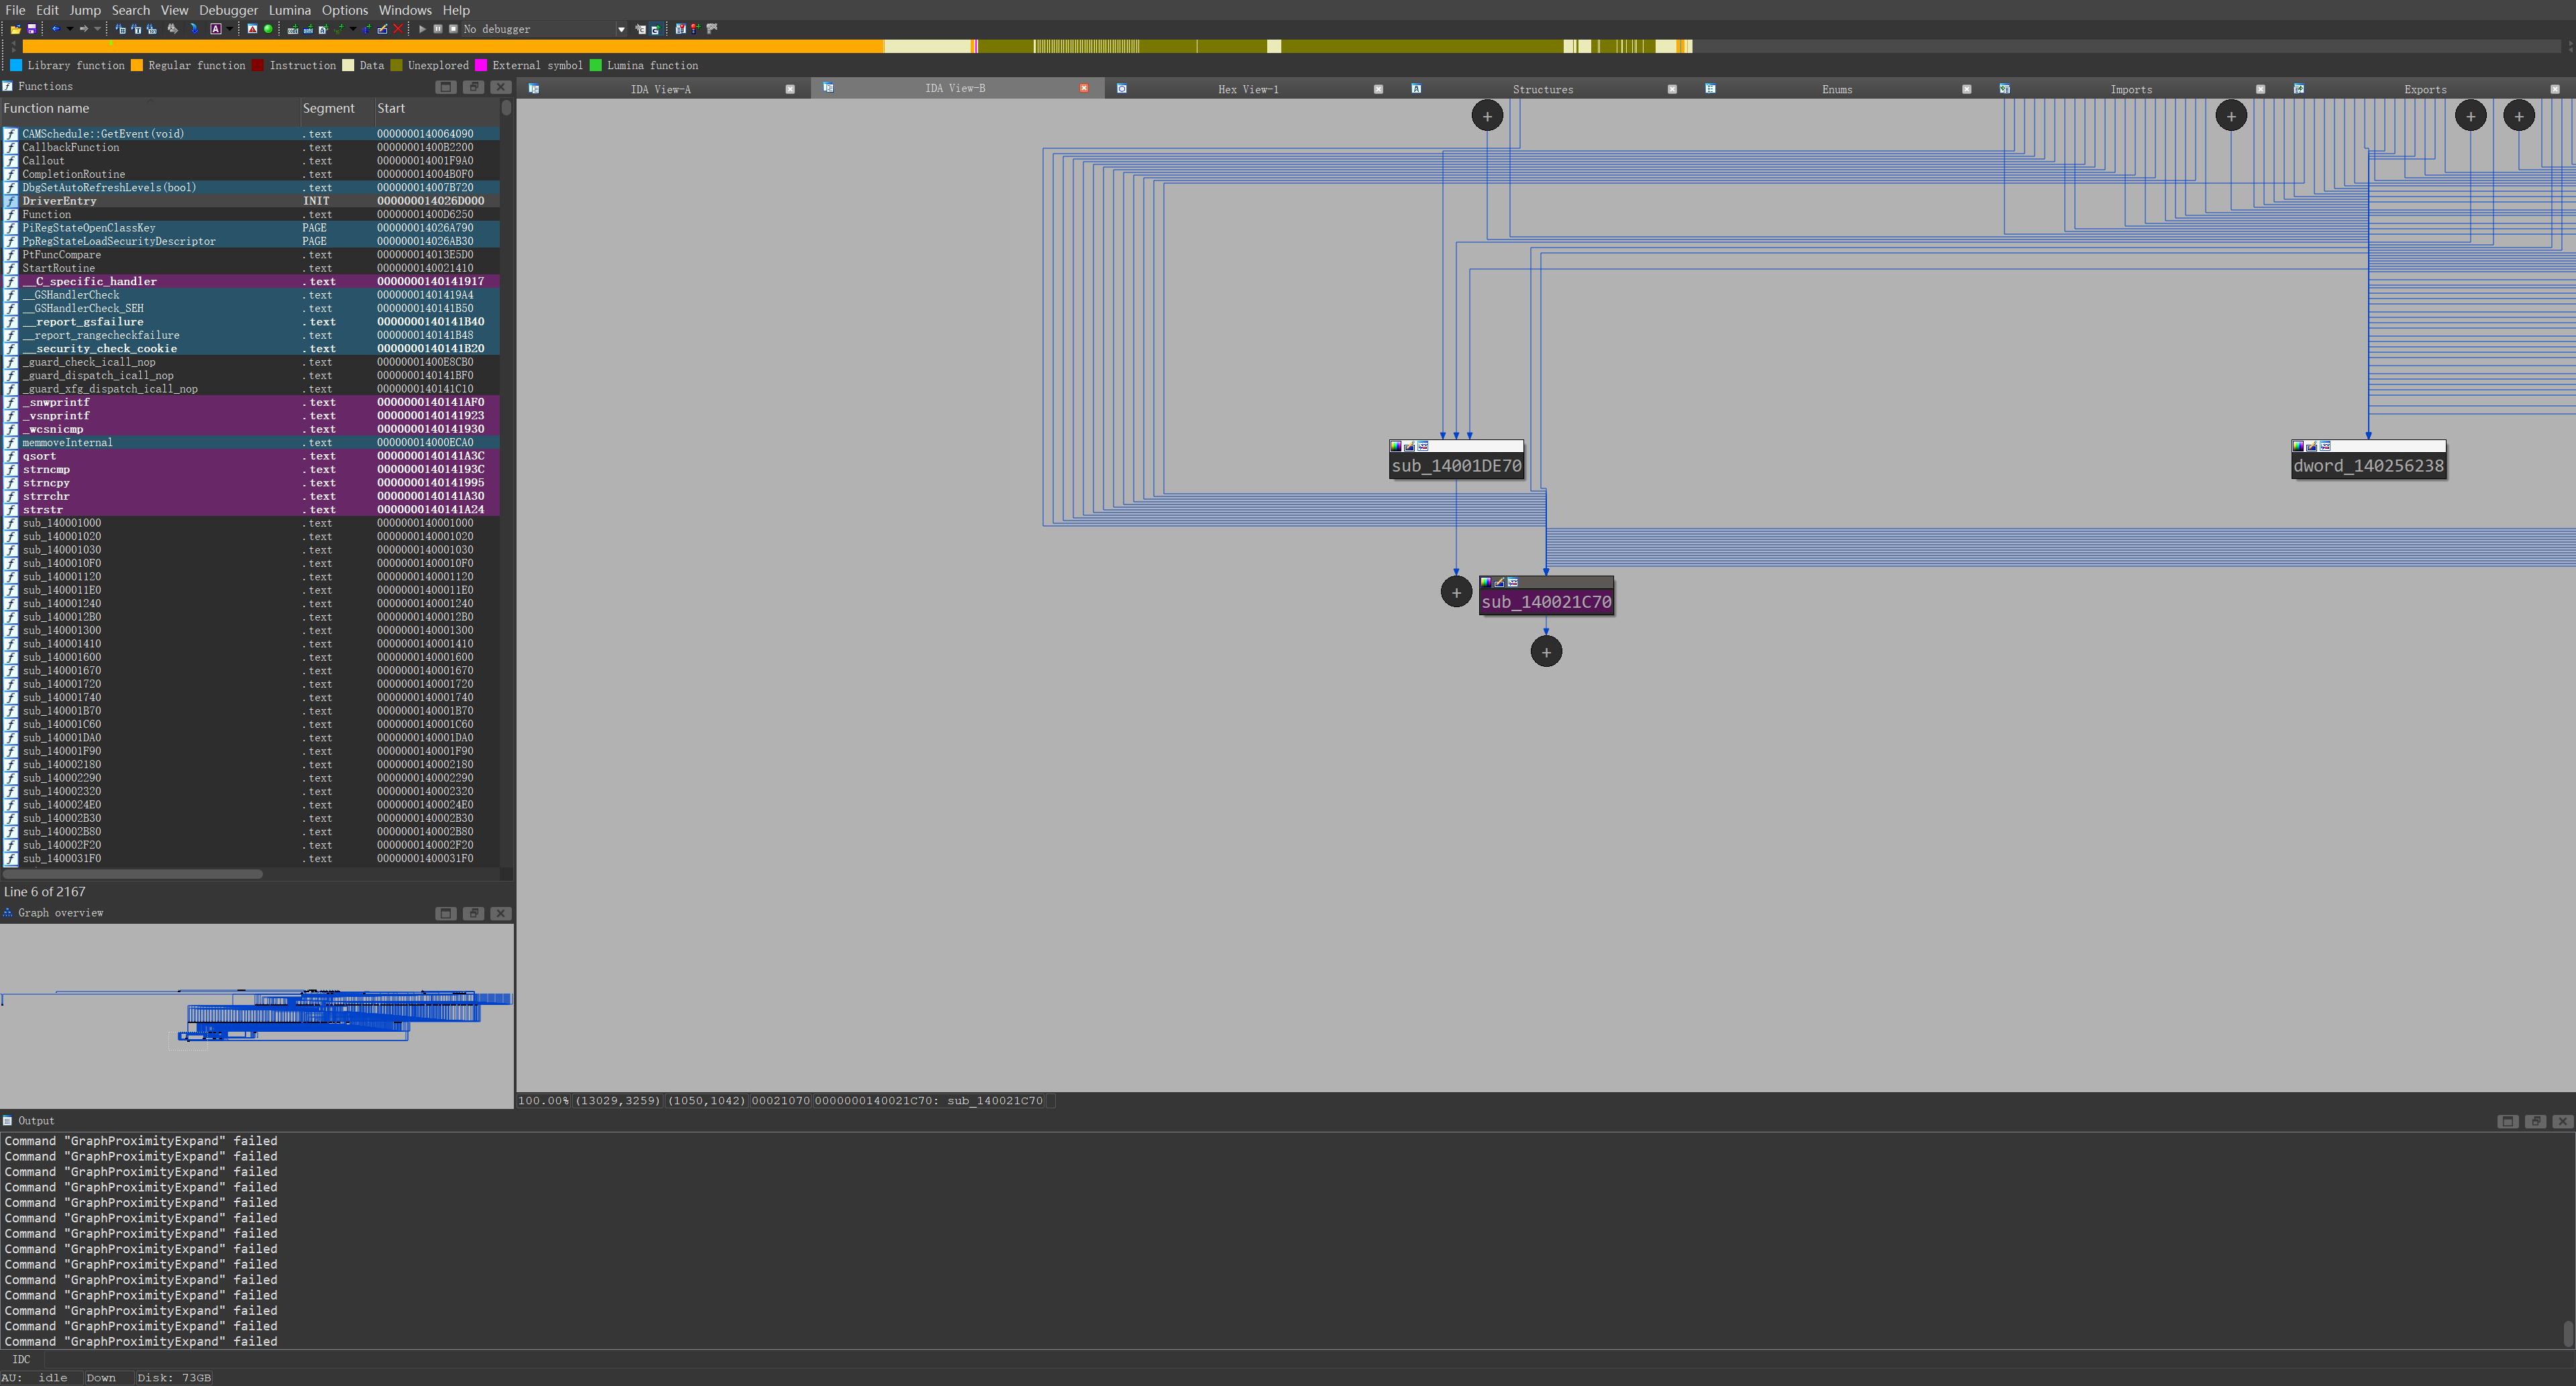 File Edit Jump Search View Debugger Lumina Options Windows Help
No debugger
Library function Regular function Instruction Data Unexplored External symbol Lumina function
Functions
Function name Segment Start
CAMSchedule::GetEvent(void) .text 0000000140064090
CallbackFunction .text 00000001400B2200
Callout .text 000000014001F9A0
CompletionRoutine .text 000000014004B0F0
DbgSetAutoRefreshLevels(bool) .text 000000014007B720
DriverEntry INIT 000000014026D000
Function .text 00000001400D6250
PiRegStateOpenClassKey PAGE 000000014026A790
PpRegStateLoadSecurityDescriptor PAGE 000000014026AB30
PtFuncCompare .text 000000014013E5D0
StartRoutine .text 0000000140021410
__C_specific_handler .text 0000000140141917
__GSHandlerCheck .text 00000001401419A4
__GSHandlerCheck_SEH .text 0000000140141B50
__report_gsfailure .text 0000000140141B40
__report_rangecheckfailure .text 0000000140141B48
__security_check_cookie .text 0000000140141B20
_guard_check_icall_nop .text 00000001400E8CB0
_guard_dispatch_icall_nop .text 0000000140141BF0
_guard_xfg_dispatch_icall_nop .text 0000000140141C10
_snwprintf .text 0000000140141AF0
_vsnprintf .text 0000000140141923
_wcsnicmp .text 0000000140141930
memmoveInternal .text 000000014000ECA0
qsort .text 0000000140141A3C
strncmp .text 000000014014193C
strncpy .text 0000000140141995
strrchr .text 0000000140141A30
strstr .text 0000000140141A24
sub_140001000 .text 0000000140001000
sub_140001020 .text 0000000140001020
sub_140001030 .text 0000000140001030
sub_1400010F0 .text 00000001400010F0
sub_140001120 .text 0000000140001120
sub_1400011E0 .text 00000001400011E0
sub_140001240 .text 0000000140001240
sub_1400012B0 .text 00000001400012B0
sub_140001300 .text 0000000140001300
sub_140001410 .text 0000000140001410
sub_140001600 .text 0000000140001600
sub_140001670 .text 0000000140001670
sub_140001720 .text 0000000140001720
sub_140001740 .text 0000000140001740
sub_140001B70 .text 0000000140001B70
sub_140001C60 .text 0000000140001C60
sub_140001DA0 .text 0000000140001DA0
sub_140001F90 .text 0000000140001F90
sub_140002180 .text 0000000140002180
sub_140002290 .text 0000000140002290
sub_140002320 .text 0000000140002320
sub_1400024E0 .text 00000001400024E0
sub_140002B30 .text 0000000140002B30
sub_140002B80 .text 0000000140002B80
sub_140002F20 .text 0000000140002F20
sub_1400031F0 .text 00000001400031F0
Line 6 of 2167
Graph overview
IDA View-A IDA View-B Hex View-1 Structures Enums Imports Exports
+ + + +
sub_14001DE70 dword_140256238
+ sub_140021C70
+
100.00% (13029,3259) (1050,1042) 00021070 0000000140021C70: sub_140021C70
Output
Command "GraphProximityExpand" failed
Command "GraphProximityExpand" failed
Command "GraphProximityExpand" failed
Command "GraphProximityExpand" failed
Command "GraphProximityExpand" failed
Command "GraphProximityExpand" failed
Command "GraphProximityExpand" failed
Command "GraphProximityExpand" failed
Command "GraphProximityExpand" failed
Command "GraphProximityExpand" failed
Command "GraphProximityExpand" failed
Command "GraphProximityExpand" failed
Command "GraphProximityExpand" failed
Command "GraphProximityExpand" failed
IDC
AU: idle Down Disk: 73GB